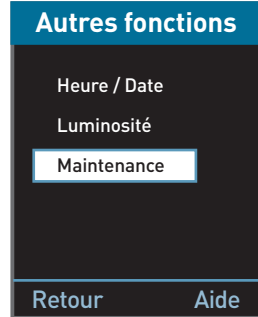 Autres fonctions
Heure / Date
Luminosité
Maintenance
Retour Aide